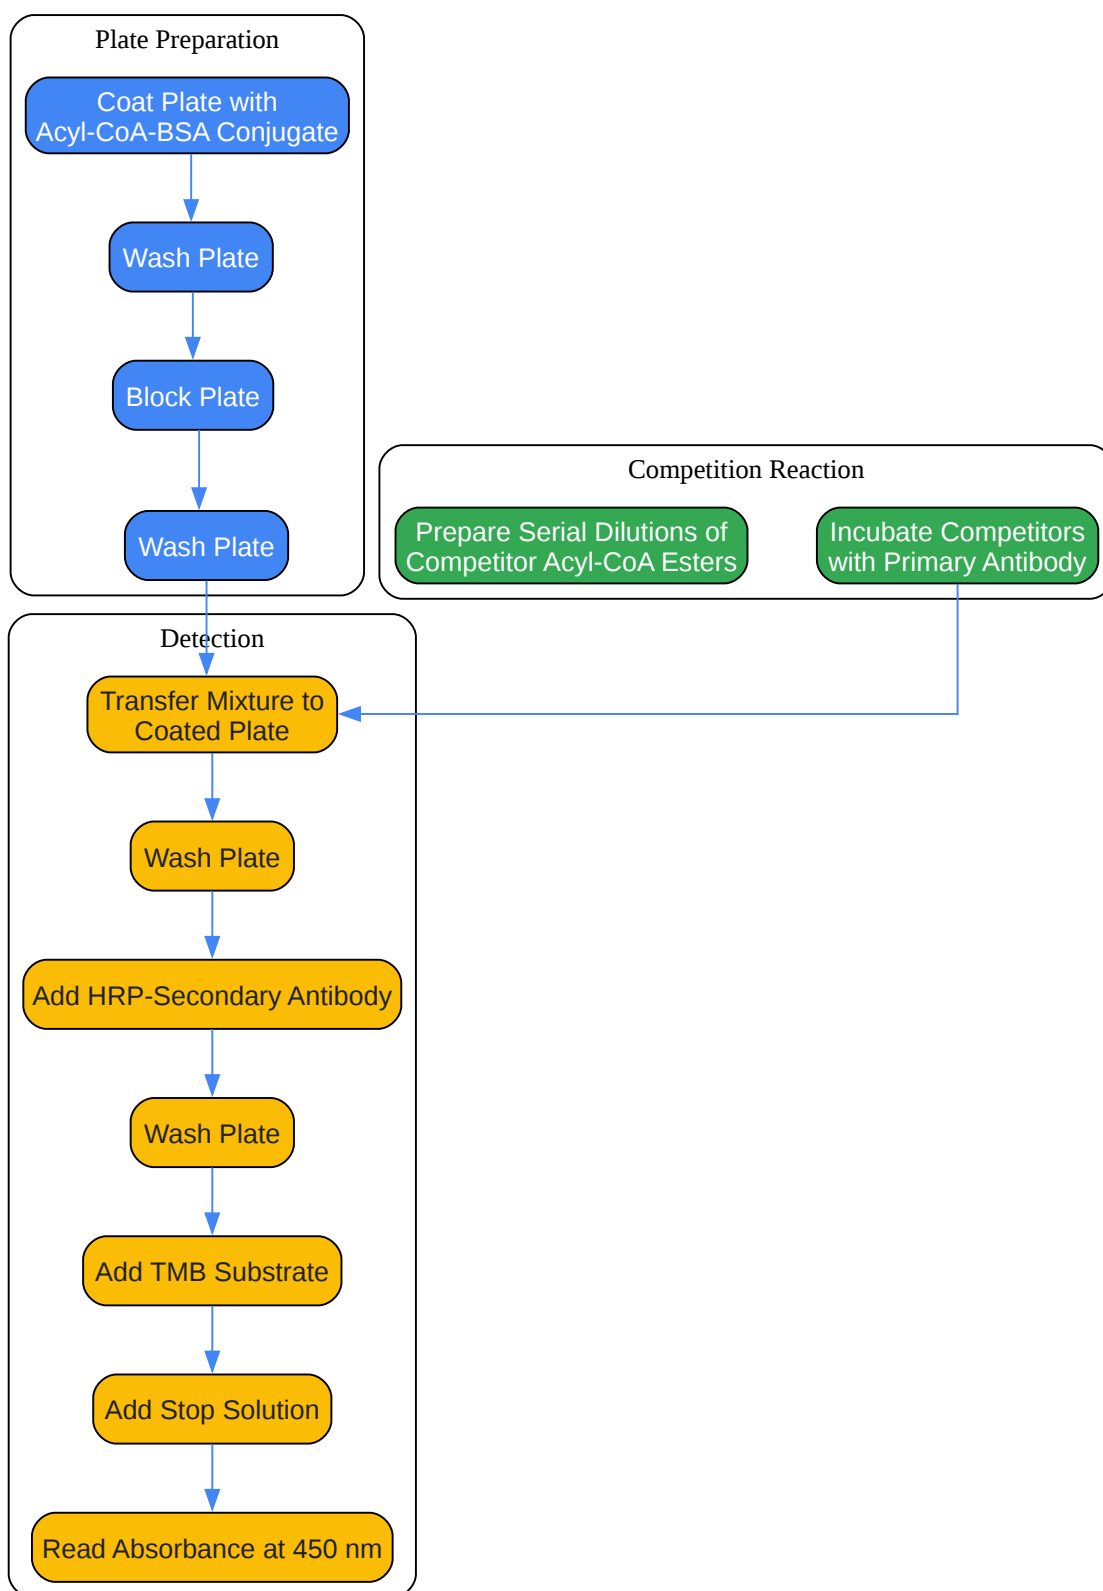 Plate Preparation
Coat Plate with
Acyl-CoA-BSA Conjugate
Wash Plate
Block Plate
Wash Plate
Competition Reaction
Prepare Serial Dilutions of
Competitor Acyl-CoA Esters
Incubate Competitors
with Primary Antibody
Detection
Transfer Mixture to
Coated Plate
Wash Plate
Add HRP-Secondary Antibody
Wash Plate
Add TMB Substrate
Add Stop Solution
Read Absorbance at 450 nm